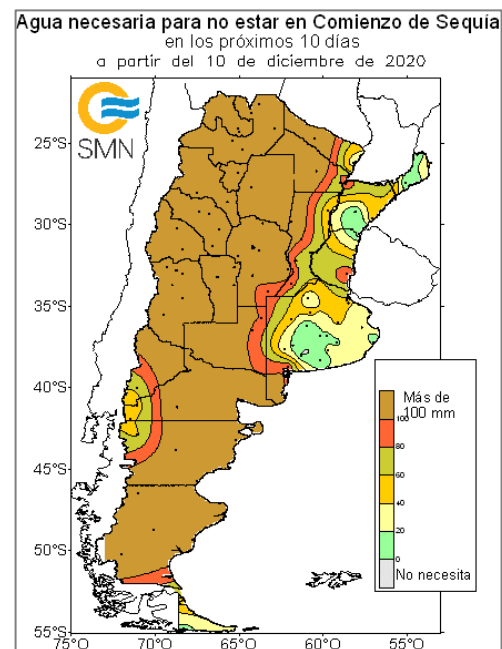 Agua necesaria para no estar en Comienzo de Sequía
en los próximos 10 días
a partir del 10 de diciembre de 2020
SMN
25°S
30°S
35°S
40°S
45°S
50°S
55°S
75°O
70°O
65°O
60°O
55°O
Más de
100 mm
100
80
60
40
20
0
No necesita